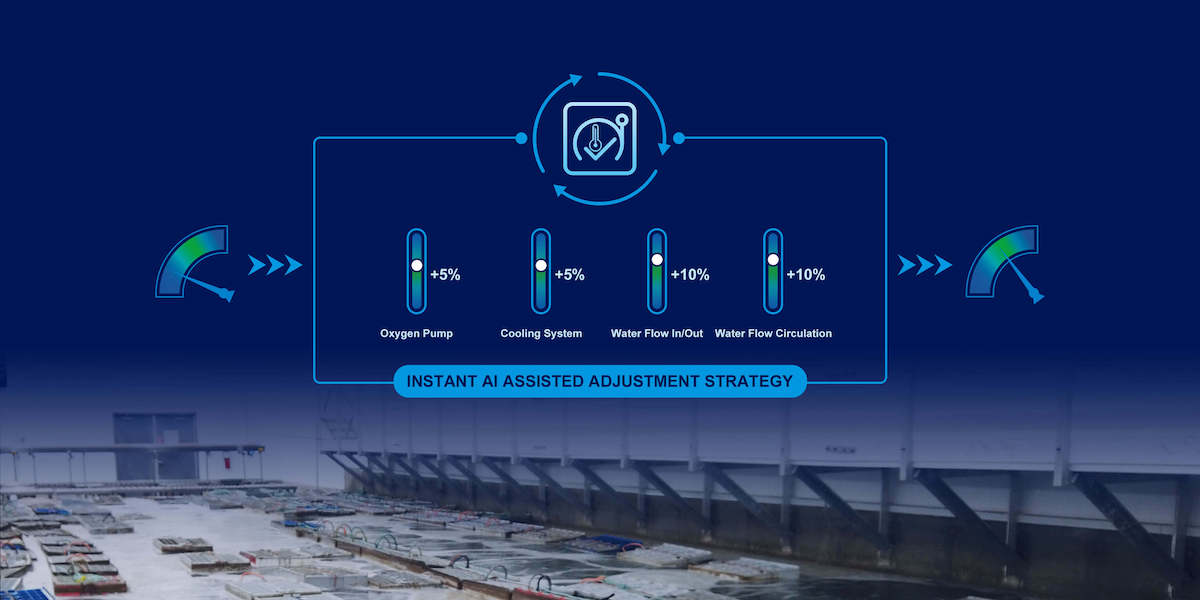 +5%
+5%
+10%
+10%
Oxygen Pump
Cooling System
Water Flow In/Out
Water Flow Circulation
INSTANT AI ASSISTED ADJUSTMENT STRATEGY